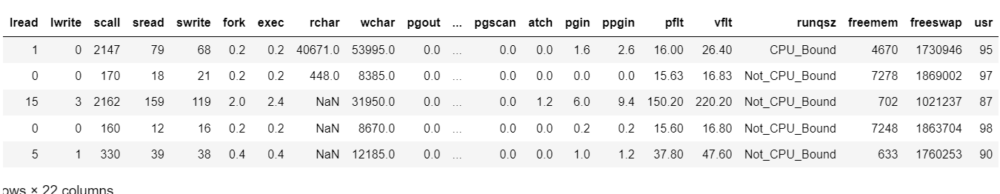 lread lwrite scall sread swrite fork exec rchar wchar pgout ... pgscan atch pgin ppgin pflt vflt runqsz freemem freeswap usr
1 0 2147 79 68 0.2 0.2 40671.0 53995.0 0.0 ... 0.0 0.0 1.6 2.6 16.00 26.40 CPU_Bound 4670 1730946 95
0 0 170 18 21 0.2 0.2 448.0 8385.0 0.0 ... 0.0 0.0 0.0 0.0 15.63 16.83 Not_CPU_Bound 7278 1869002 97
15 3 2162 159 119 2.0 2.4 NaN 31950.0 0.0 ... 0.0 1.2 6.0 9.4 150.20 220.20 Not_CPU_Bound 702 1021237 87
0 0 160 12 16 0.2 0.2 NaN 8670.0 0.0 ... 0.0 0.0 0.2 0.2 15.60 16.80 Not_CPU_Bound 7248 1863704 98
5 1 330 39 38 0.4 0.4 NaN 12185.0 0.0 ... 0.0 0.0 1.0 1.2 37.80 47.60 Not_CPU_Bound 633 1760253 90
ows × 22 columns